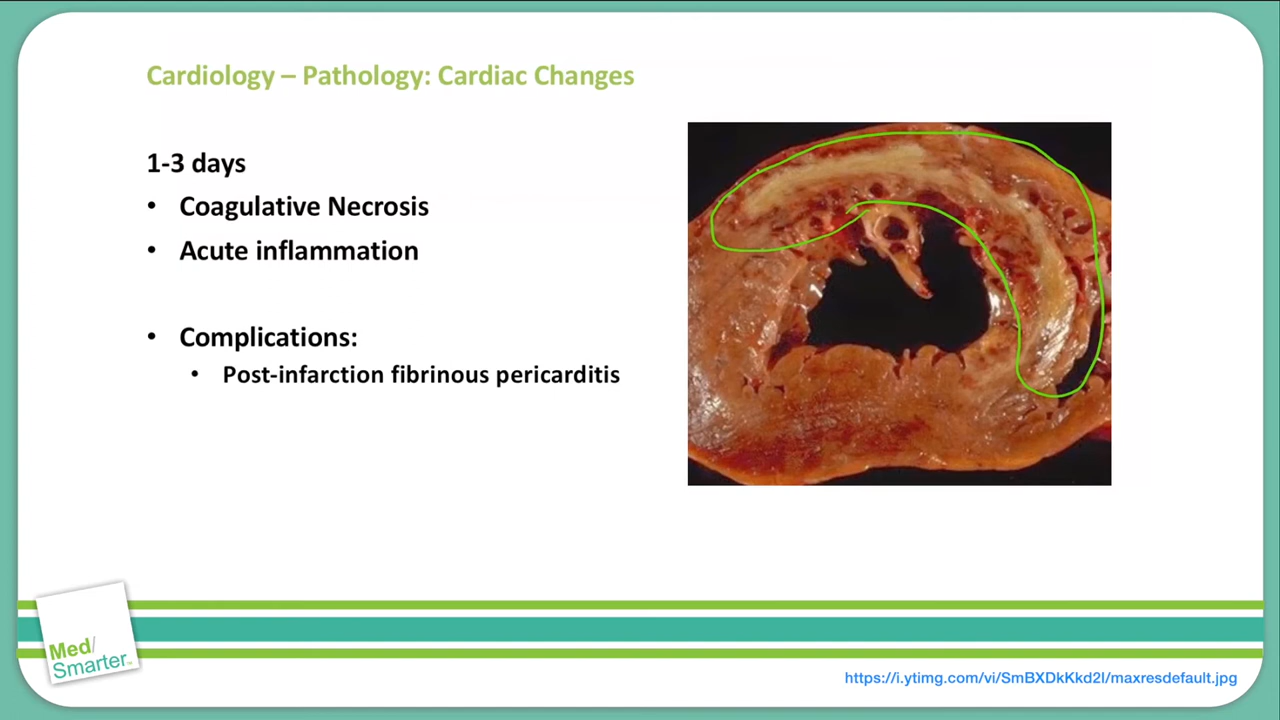 Cardiology – Pathology: Cardiac Changes
1-3 days
• Coagulative Necrosis
• Acute inflammation
• Complications:
• Post-infarction fibrinous pericarditis
Med/
Smarter™
https://i.ytimg.com/vi/SmBXDkKkd2I/maxresdefault.jpg